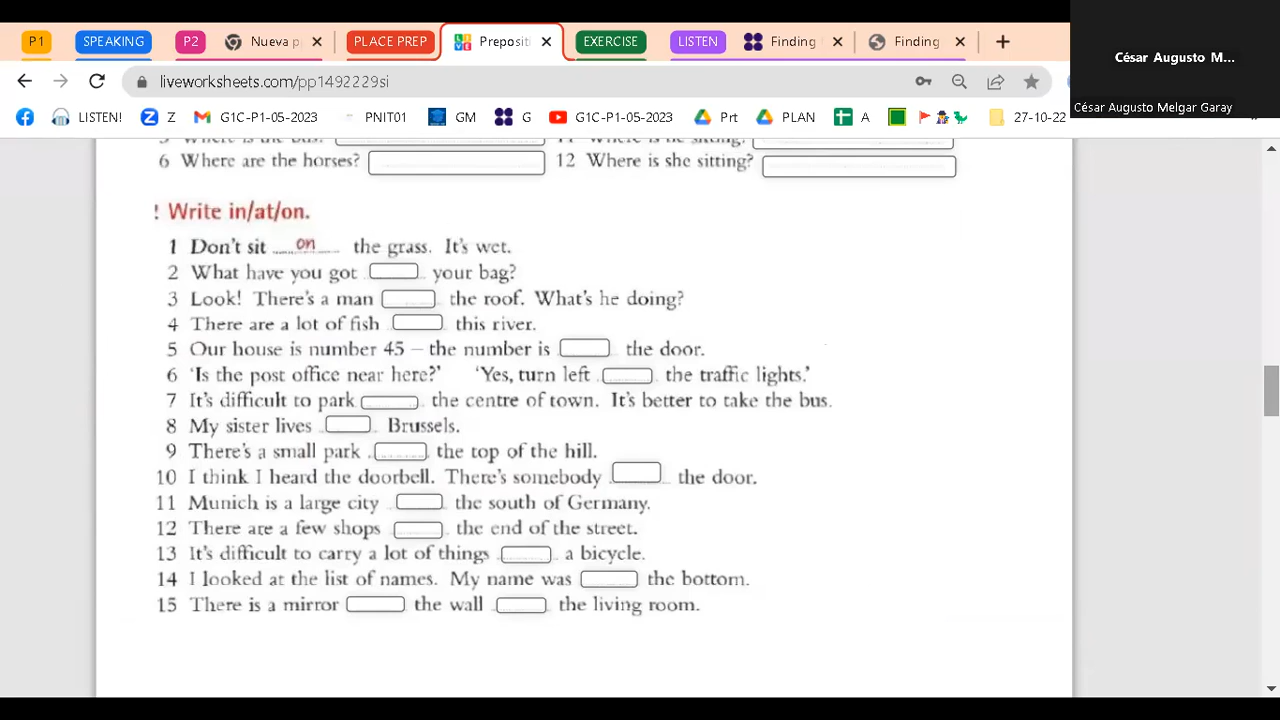 P1 SPEAKING P2 Nueva p PLACE PREP Preposit EXERCISE LISTEN Finding Finding
César Augusto M...
liveworksheets.com/pp1492229si
César Augusto Melgar Garay
LISTEN! Z G1C-P1-05-2023 PNIT01 GM G G1C-P1-05-2023 Prt PLAN A 27-10-22
6 Where are the horses? 12 Where is she sitting?
! Write in/at/on.
1 Don't sit on the grass. It's wet.
2 What have you got your bag?
3 Look! There's a man the roof. What's he doing?
4 There are a lot of fish this river.
5 Our house is number 45 – the number is the door.
6 'Is the post office near here?' 'Yes, turn left the traffic lights.'
7 It's difficult to park the centre of town. It's better to take the bus.
8 My sister lives Brussels.
9 There's a small park the top of the hill.
10 I think I heard the doorbell. There's somebody the door.
11 Munich is a large city the south of Germany.
12 There are a few shops the end of the street.
13 It's difficult to carry a lot of things a bicycle.
14 I looked at the list of names. My name was the bottom.
15 There is a mirror the wall the living room.